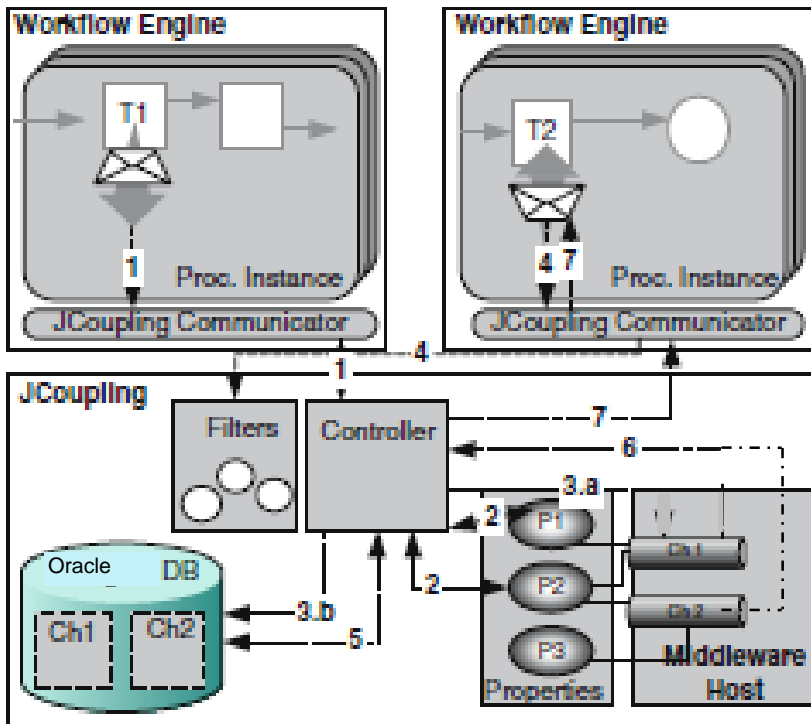 Workflow Engine
T1
1
Proc. Instance
JCoupling Communicator
Workflow Engine
T2
4
7
Proc. Instance
JCoupling Communicator
4
1
JCoupling
Filters
Controller
7
6
3.a
2
P1
Ch1
2
P2
Ch2
P3
Properties
Middleware
Host
Oracle
DB
Ch1
Ch2
3.b
5